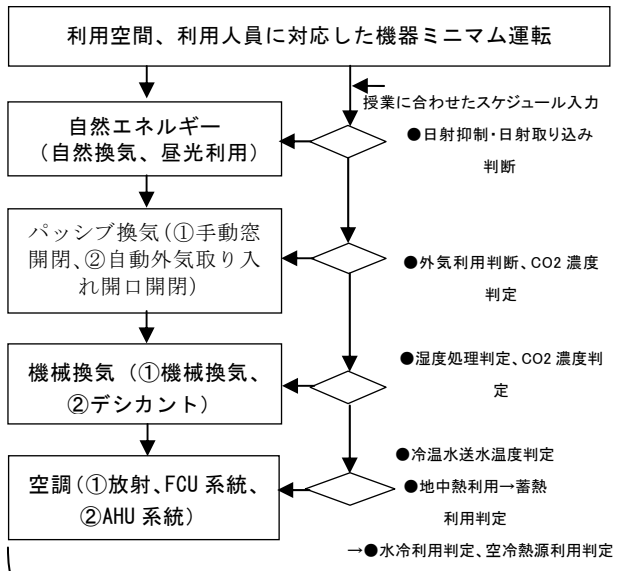 利用空間、利用人員に対応した機器ミニマム運転
授業に合わせたスケジュール入力
自然エネルギー
(自然換気、昼光利用)
●日射抑制・日射取り込み
判断
パッシブ換気(①手動窓
開閉、②自動外気取り入
れ開口開閉)
●外気利用判断、CO2 濃度
判定
機械換気 (①機械換気、
②デシカント)
●湿度処理判定、CO2 濃度判
定
空調(①放射、FCU 系統、
②AHU 系統)
●冷温水送水温度判定
●地中熱利用→蓄熱
利用判定
→●水冷利用判定、空冷熱源利用判定